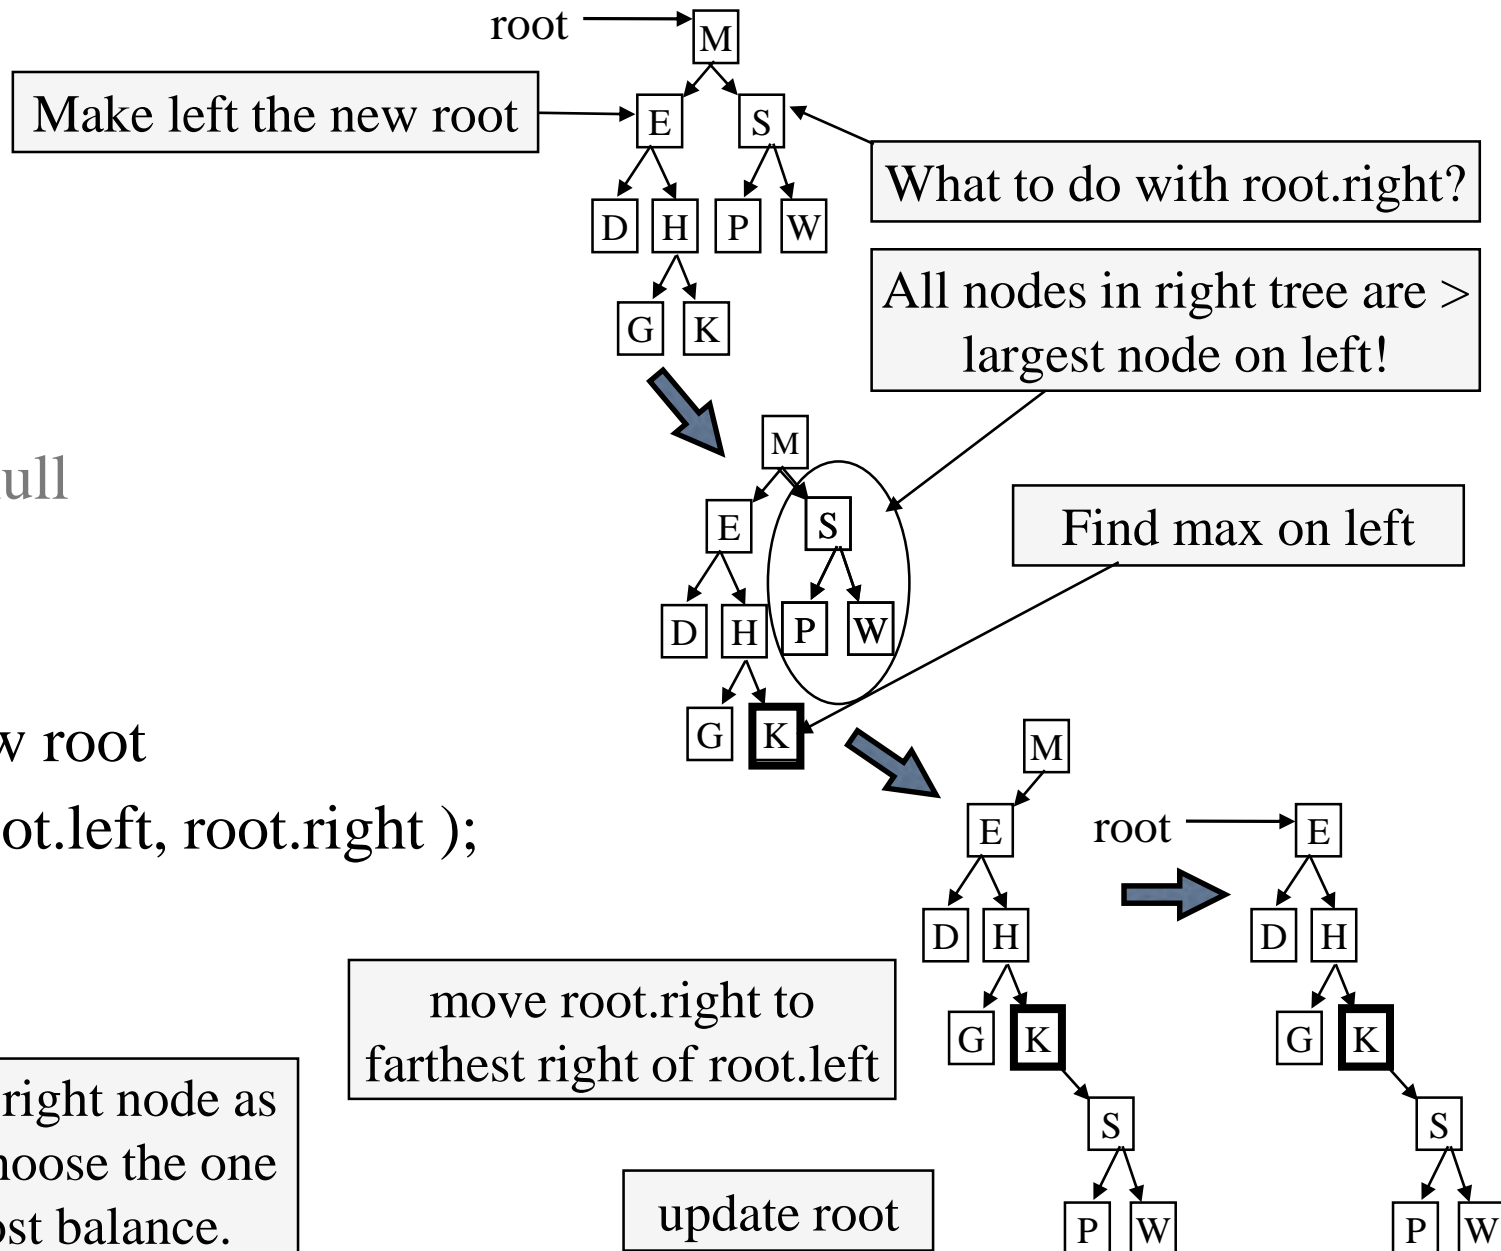 root
M
Make left the new root
E
S
What to do with root.right?
D
H
P
W
All nodes in right tree are >
largest node on left!
G
K
M
ull
E
S
Find max on left
D
H
P
W
G
K
w root
M
ot.left, root.right );
E
root
E
D
H
D
H
move root.right to
farthest right of root.left
G
K
G
K
right node as
hoose the one
ost balance.
S
S
update root
P
W
P
W